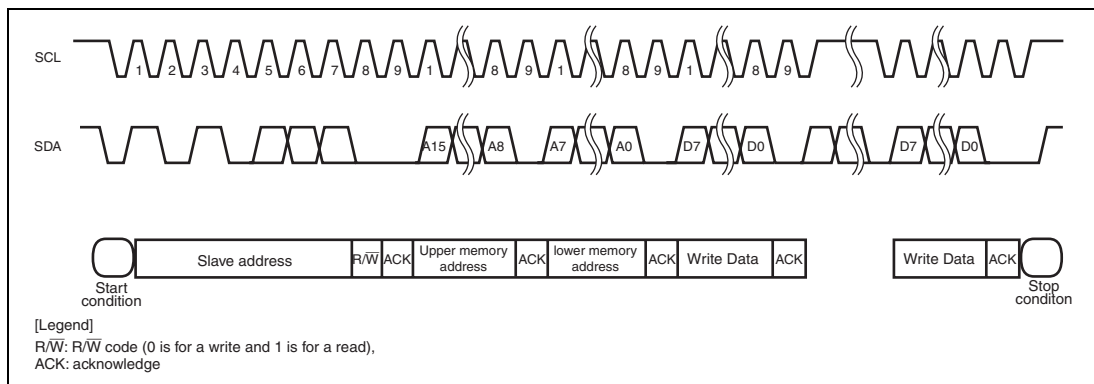 SCL
1 2 3 4 5 6 7 8 9 1 8 9 1 8 9 1 8 9
SDA
A15 A8 A7 A0 D7 D0 D7 D0
Slave address R/W̅ ACK Upper memory address ACK lower memory address ACK Write Data ACK Write Data ACK
Start condition
Stop conditon
[Legend]
R/W̅: R/W̅ code (0 is for a write and 1 is for a read),
ACK: acknowledge